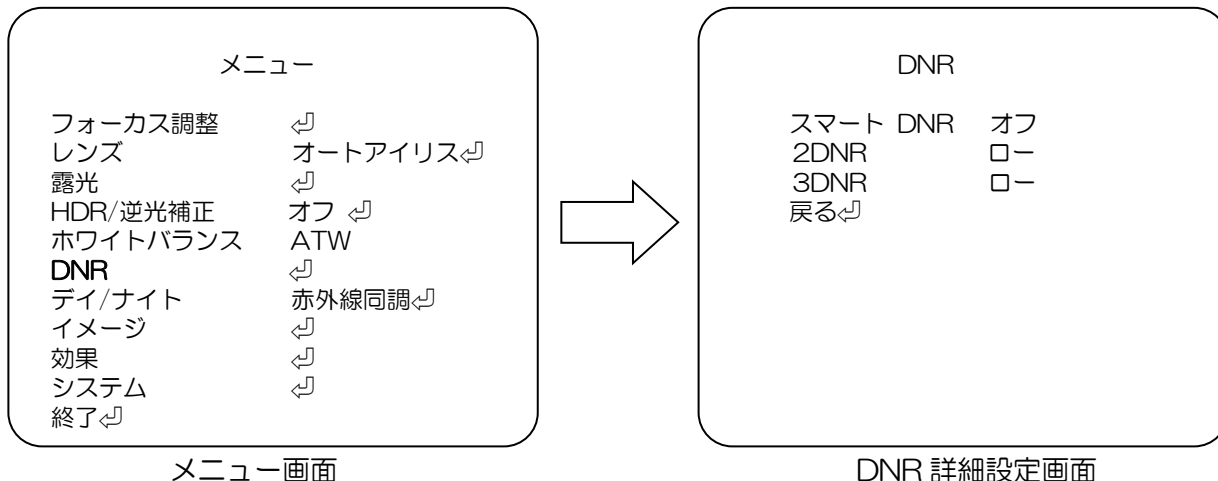 メニュー
フォーカス調整 ⏎
レンズ オートアイリス⏎
露光 ⏎
HDR/逆光補正 オフ ⏎
ホワイトバランス ATW
DNR ⏎
デイ/ナイト 赤外線同調⏎
イメージ ⏎
効果 ⏎
システム ⏎
終了⏎
メニュー画面
DNR
スマート DNR オフ
2DNR ロー
3DNR ロー
戻る⏎
DNR 詳細設定画面